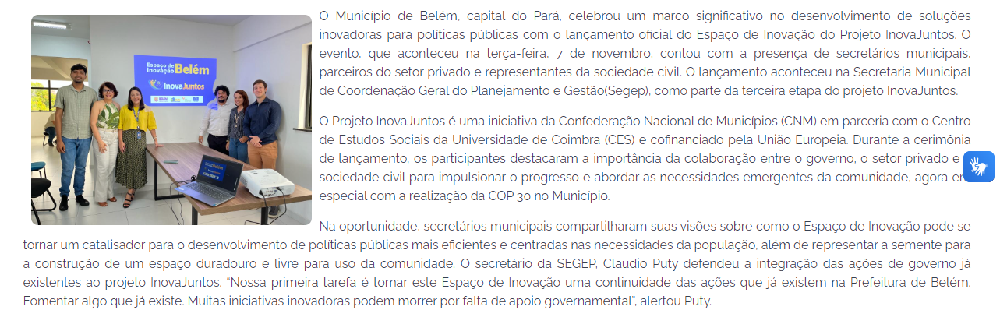 Espaço de
Inovação Belém
InovaJuntos
O Município de Belém, capital do Pará, celebrou um marco significativo no desenvolvimento de soluções
inovadoras para políticas públicas com o lançamento oficial do Espaço de Inovação do Projeto InovaJuntos. O
evento, que aconteceu na terça-feira, 7 de novembro, contou com a presença de secretários municipais,
parceiros do setor privado e representantes da sociedade civil. O lançamento aconteceu na Secretaria Municipal
de Coordenação Geral do Planejamento e Gestão(Segep), como parte da terceira etapa do projeto InovaJuntos.
O Projeto InovaJuntos é uma iniciativa da Confederação Nacional de Municípios (CNM) em parceria com o Centro
de Estudos Sociais da Universidade de Coimbra (CES) e cofinanciado pela União Europeia. Durante a cerimônia
de lançamento, os participantes destacaram a importância da colaboração entre o governo, o setor privado e
sociedade civil para impulsionar o progresso e abordar as necessidades emergentes da comunidade, agora
especial com a realização da COP 30 no Município.
Na oportunidade, secretários municipais compartilharam suas visões sobre como o Espaço de Inovação pode se
tornar um catalisador para o desenvolvimento de políticas públicas mais eficientes e centradas nas necessidades da população, além de representar a semente para
a construção de um espaço duradouro e livre para uso da comunidade. O secretário da SEGEP, Claudio Puty defendeu a integração das ações de governo já
existentes ao projeto InovaJuntos. “Nossa primeira tarefa é tornar este Espaço de Inovação uma continuidade das ações que já existem na Prefeitura de Belém.
Fomentar algo que já existe. Muitas iniciativas inovadoras podem morrer por falta de apoio governamental”, alertou Puty.